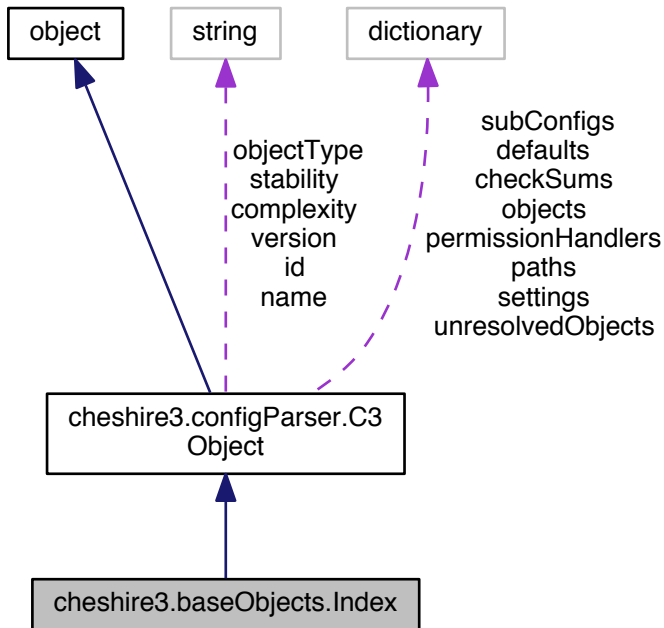 object
string
dictionary
objectType
stability
complexity
version
id
name
subConfigs
defaults
checkSums
objects
permissionHandlers
paths
settings
unresolvedObjects
cheshire3.configParser.C3
Object
cheshire3.baseObjects.Index